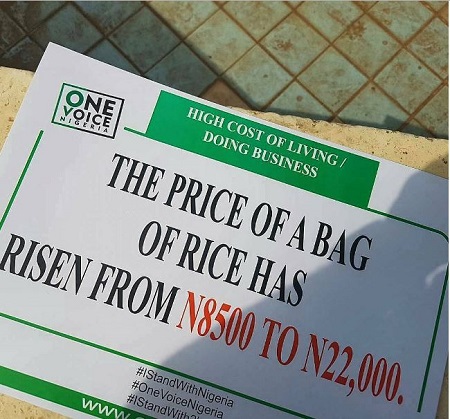 ONE
VOICE
NIGERIA
HIGH COST OF LIVING /
DOING BUSINESS
THE PRICE OF A BAG
OF RICE HAS
RISEN FROM N8500 TO N22,000.
#IStandWithNigeria
#OneVoiceNigeria